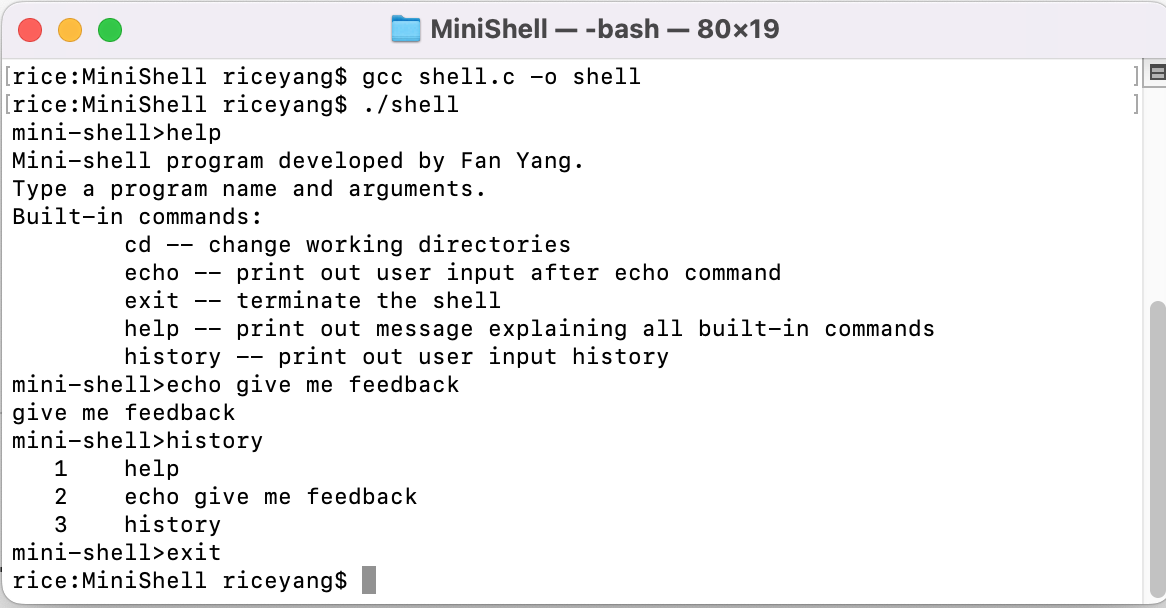 MiniShell — -bash — 80×19
[rice:MiniShell riceyang$ gcc shell.c -o shell ]
[rice:MiniShell riceyang$ ./shell ]
mini-shell>help
Mini-shell program developed by Fan Yang.
Type a program name and arguments.
Built-in commands:
        cd -- change working directories
        echo -- print out user input after echo command
        exit -- terminate the shell
        help -- print out message explaining all built-in commands
        history -- print out user input history
mini-shell>echo give me feedback
give me feedback
mini-shell>history
   1    help
   2    echo give me feedback
   3    history
mini-shell>exit
rice:MiniShell riceyang$